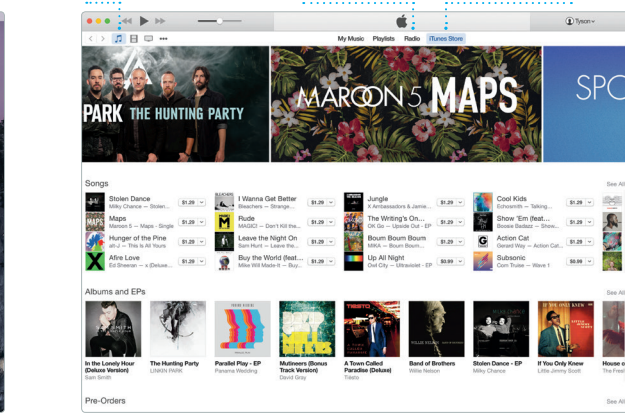 Tyson
My Music Playlists Radio iTunes Store
PARK THE HUNTING PARTY
MAROON 5 MAPS
SPO
Songs
See All
Stolen Dance
Milky Chance — Stolen...
$1.29
Maps
Maroon 5 — Maps - Single
$1.29
Hunger of the Pine
alt-J — This Is All Yours
$1.29
Afire Love
Ed Sheeran — x (Deluxe...
$1.29
I Wanna Get Better
Bleachers — Strange...
$1.29
Rude
MAGIC! — Don't Kill the...
$1.29
Leave the Night On
Sam Hunt — Leave the...
$1.29
Buy the World (feat...
Mike Will Made-It — Buy...
$1.29
Jungle
X Ambassadors & Jamie...
$1.29
The Writing's On...
OK Go — Upside Out - EP
$1.29
Boum Boum Boum
MIKA — Boum Boum...
$1.29
Up All Night
Owl City — Ultraviolet - EP
$0.99
Cool Kids
Echosmith — Talking...
$1.29
Show 'Em (feat...
Boosie Badazz — Show...
$1.29
Action Cat
Gerard Way — Action Cat...
$1.29
Subsonic
Com Truise — Wave 1
$0.99
Albums and EPs
See All
SAM SMITH
TIËSTO
IF YOU ONLY KNEW
In the Lonely Hour
(Deluxe Version)
Sam Smith
The Hunting Party
LINKIN PARK
Parallel Play - EP
Panama Wedding
Mutineers (Bonus
Track Version)
David Gray
A Town Called
Paradise (Deluxe)
Tiësto
Band of Brothers
Willie Nelson
Stolen Dance - EP
Milky Chance
If You Only Knew
Little Jimmy Scott
House o
The Freel
Pre-Orders
See All